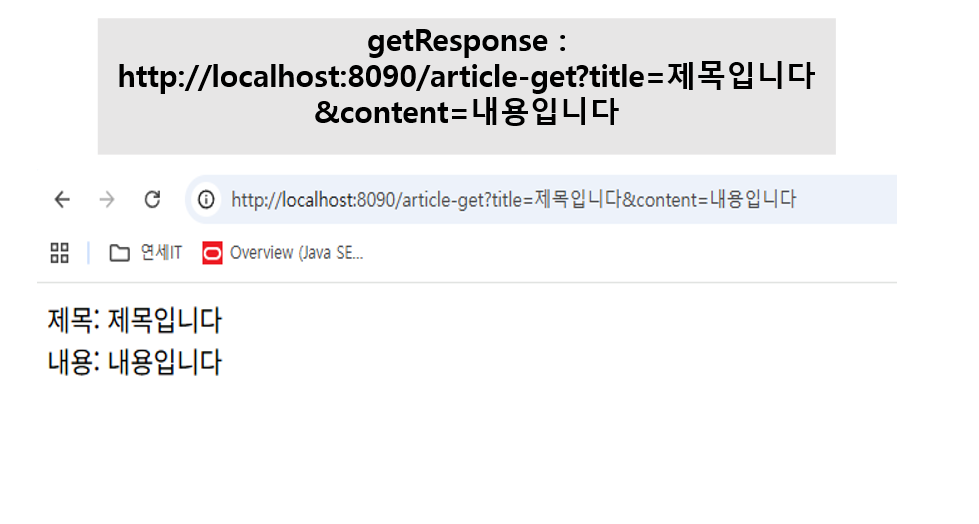 getResponse :
http://localhost:8090/article-get?title=제목입니다
&content=내용입니다
http://localhost:8090/article-get?title=제목입니다&content=내용입니다
연세IT
Overview (Java SE...
제목: 제목입니다
내용: 내용입니다